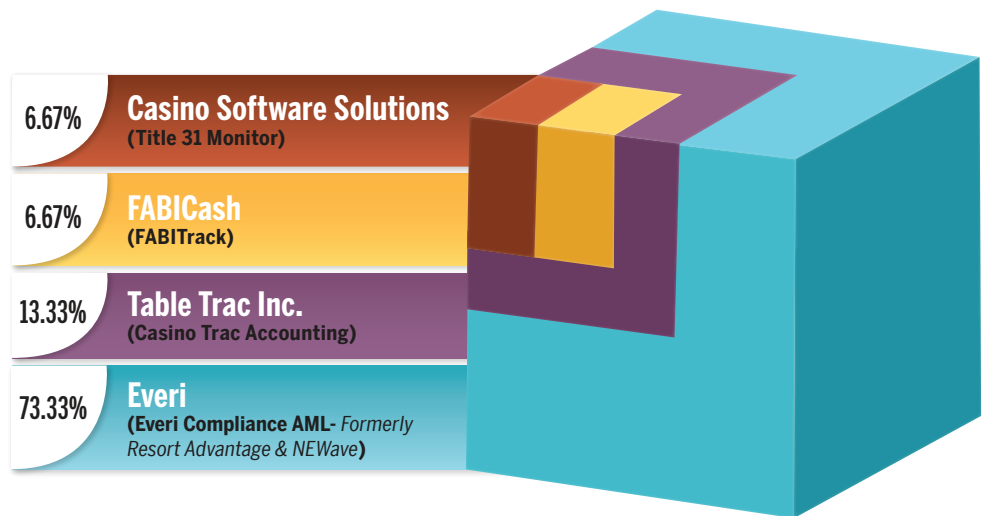 6.67%
Casino Software Solutions
(Title 31 Monitor)
6.67%
FABICash
(FABITrack)
13.33%
Table Trac Inc.
(Casino Trac Accounting)
73.33%
Everi
(Everi Compliance AML- Formerly
Resort Advantage & NEWave)